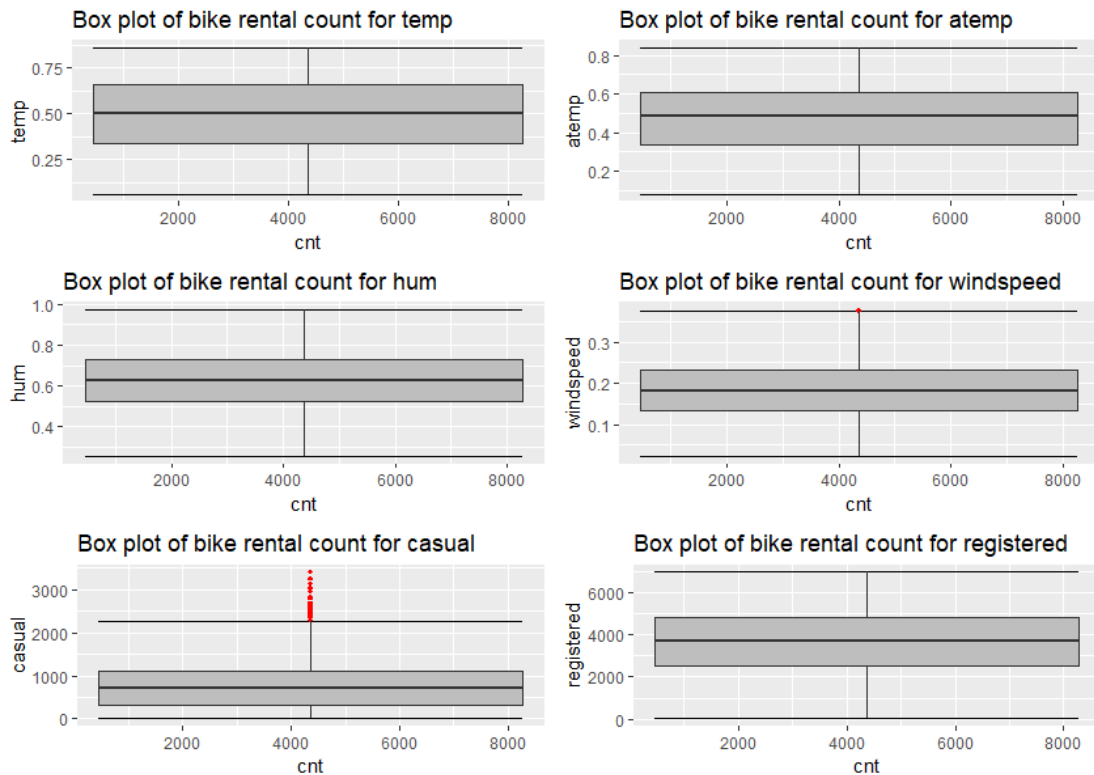 Box plot of bike rental count for temp
0.75
0.50
0.25
temp
2000 4000 6000 8000
cnt
Box plot of bike rental count for atemp
0.8
0.6
0.4
0.2
atemp
2000 4000 6000 8000
cnt
Box plot of bike rental count for hum
1.0
0.8
0.6
0.4
hum
2000 4000 6000 8000
cnt
Box plot of bike rental count for windspeed
0.3
0.2
0.1
windspeed
2000 4000 6000 8000
cnt
Box plot of bike rental count for casual
3000
2000
1000
0
casual
2000 4000 6000 8000
cnt
Box plot of bike rental count for registered
6000
4000
2000
0
registered
2000 4000 6000 8000
cnt